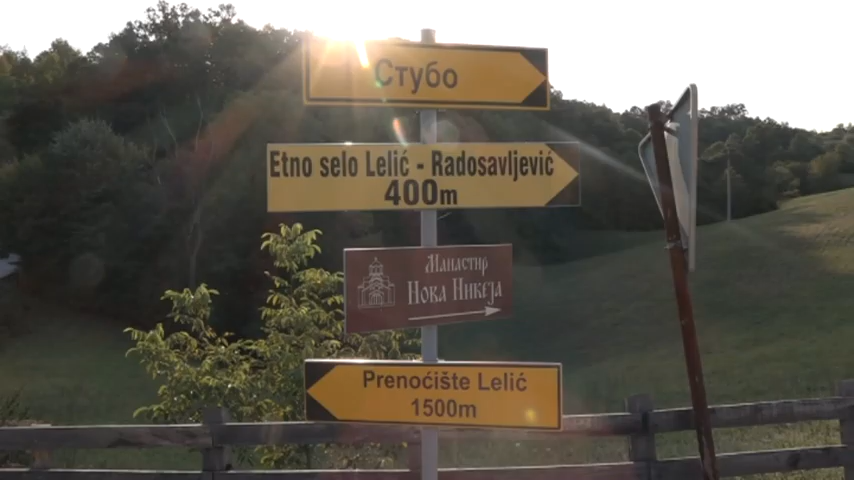 Стубо
Etno selo Lelić - Radosavljević
400m
Манастир
Нова Никеја
Prenoćište Lelić
1500m